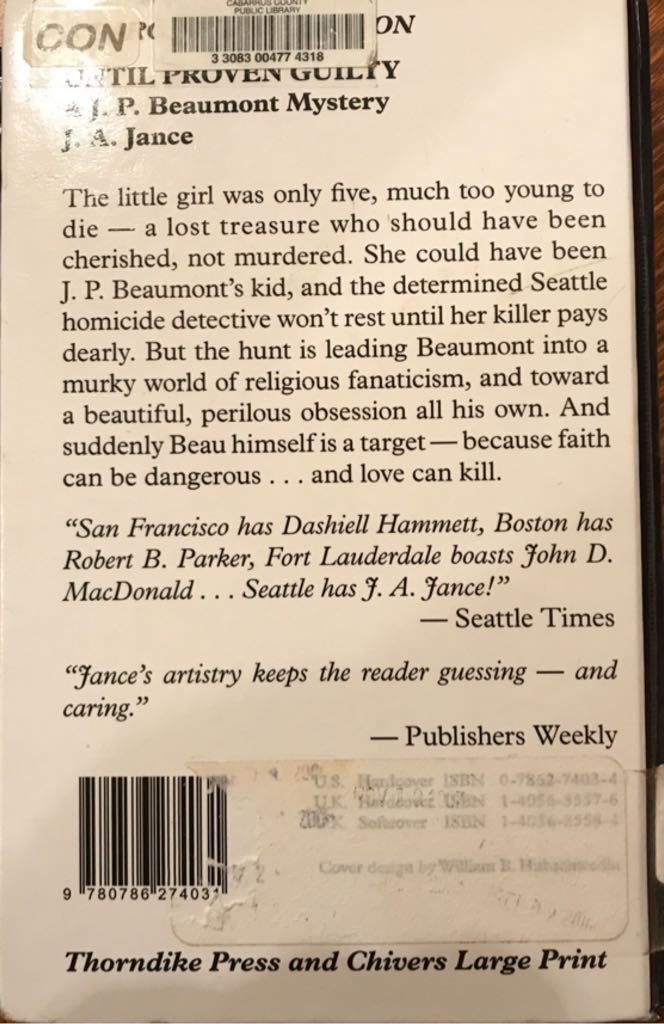 CABARRUS COUNTY
PUBLIC LIBRARY
3 3083 00477 4318
CON
ON
UNTIL PROVEN GUILTY
A J. P. Beaumont Mystery
J. A. Jance
The little girl was only five, much too young to
die — a lost treasure who should have been
cherished, not murdered. She could have been
J. P. Beaumont's kid, and the determined Seattle
homicide detective won't rest until her killer pays
dearly. But the hunt is leading Beaumont into a
murky world of religious fanaticism, and toward
a beautiful, perilous obsession all his own. And
suddenly Beau himself is a target — because faith
can be dangerous . . . and love can kill.
"San Francisco has Dashiell Hammett, Boston has
Robert B. Parker, Fort Lauderdale boasts John D.
MacDonald . . . Seattle has J. A. Jance!"
— Seattle Times
"Jance's artistry keeps the reader guessing — and
caring."
— Publishers Weekly
U.S. Hardcover ISBN 0-7862-7403-4
U.K. Hardcover ISBN 1-4056-3557-6
Softcover ISBN 1-4056-3558-4
Cover design by William B.
9 780786 27403
Thorndike Press and Chivers Large Print